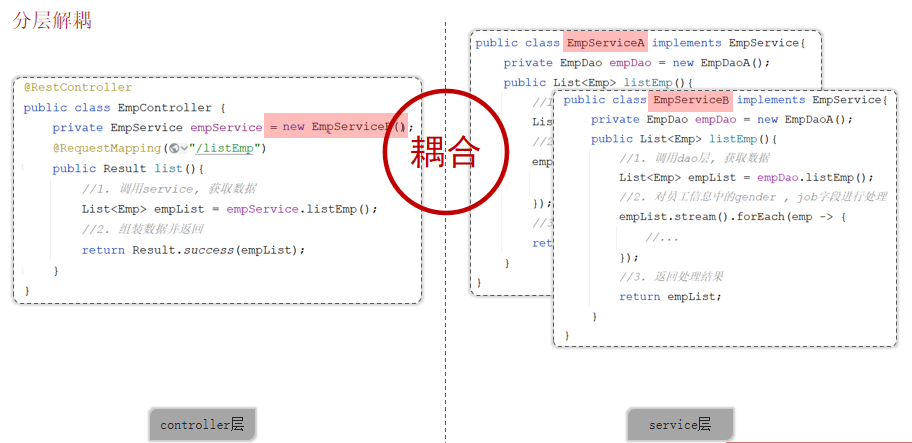 分层解耦
@RestController
public class EmpController {
private EmpService empService = new EmpServiceB();
@RequestMapping("/listEmp")
public Result list(){
//1. 调用service, 获取数据
List<Emp> empList = empService.listEmp();
//2. 组装数据并返回
return Result.success(empList);
}
}
controller层
耦合
public class EmpServiceA implements EmpService{
private EmpDao empDao = new EmpDaoA();
public List<Emp> listEmp(){
//1
Lis
//2
emp
});
//3
ret
}
}
public class EmpServiceB implements EmpService{
private EmpDao empDao = new EmpDaoA();
public List<Emp> listEmp(){
//1. 调用dao层, 获取数据
List<Emp> empList = empDao.listEmp();
//2. 对员工信息中的gender , job字段进行处理
empList.stream().forEach(emp -> {
//...
});
//3. 返回处理结果
return empList;
}
}
service层